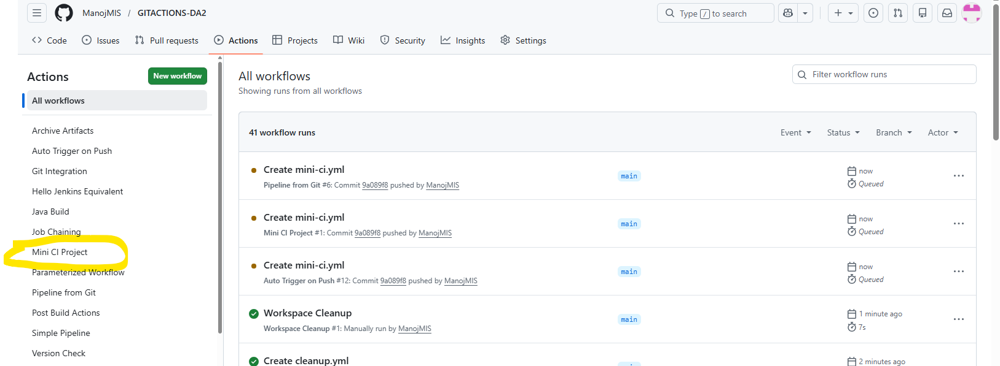 ManojMIS / GITACTIONS-DA2
Type / to search
Code Issues Pull requests Actions Projects Wiki Security Insights Settings
Actions
New workflow
All workflows
Archive Artifacts
Auto Trigger on Push
Git Integration
Hello Jenkins Equivalent
Java Build
Job Chaining
Mini CI Project
Parameterized Workflow
Pipeline from Git
Post Build Actions
Simple Pipeline
Version Check
All workflows
Showing runs from all workflows
Filter workflow runs
41 workflow runs
Event Status Branch Actor
Create mini-ci.yml
Pipeline from Git #6: Commit 9a089f8 pushed by ManojMIS
main
now
Queued
Create mini-ci.yml
Mini CI Project #1: Commit 9a089f8 pushed by ManojMIS
main
now
Queued
Create mini-ci.yml
Auto Trigger on Push #12: Commit 9a089f8 pushed by ManojMIS
main
now
Queued
Workspace Cleanup
Workspace Cleanup #1: Manually run by ManojMIS
main
1 minute ago
7s
Create cleanup.yml
2 minutes ago